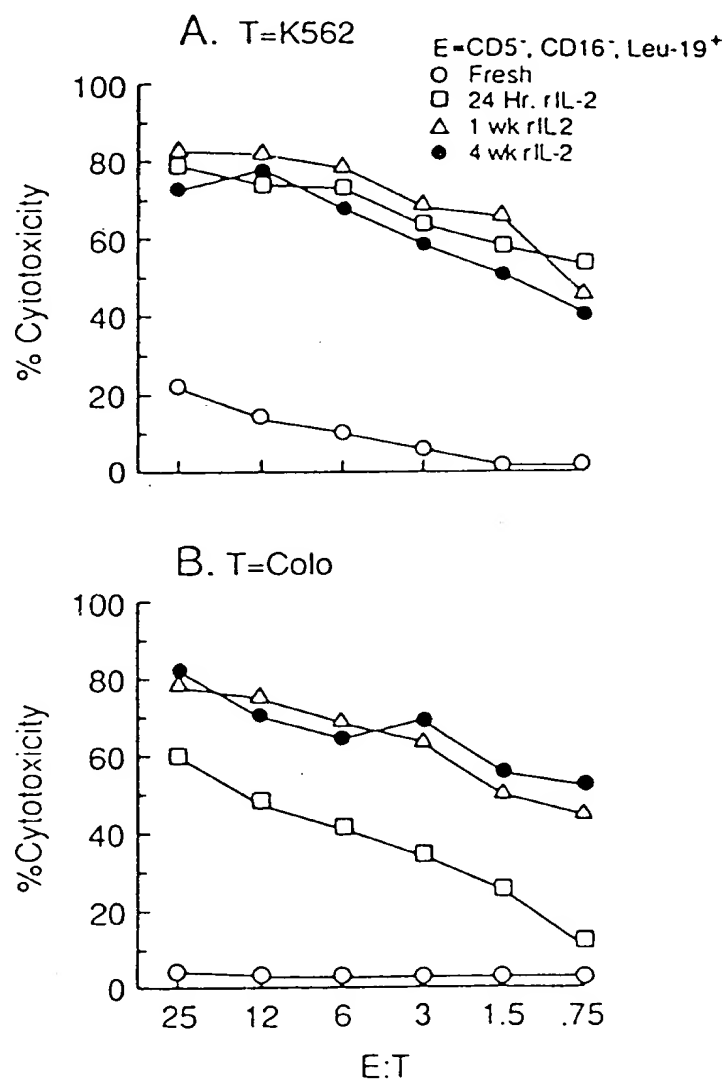 A. T=K562
E=CD5-, CD16-, Leu-19+
Fresh
24 Hr. rIL-2
1 wk rIL2
4 wk rIL-2
% Cytotoxicity
100
80
60
40
20
0
B. T=Colo
%Cytotoxicity
100
80
60
40
20
0
25 12 6 3 1.5 .75
E:T